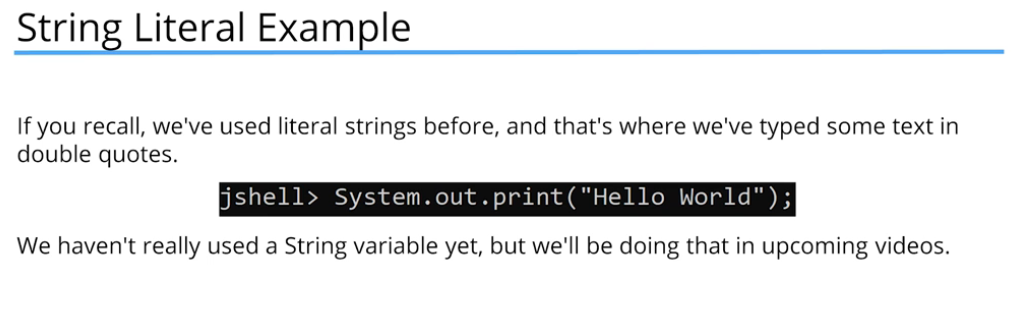 String Literal Example
If you recall, we've used literal strings before, and that's where we've typed some text in
double quotes.
jshell> System.out.print("Hello World");
We haven't really used a String variable yet, but we'll be doing that in upcoming videos.